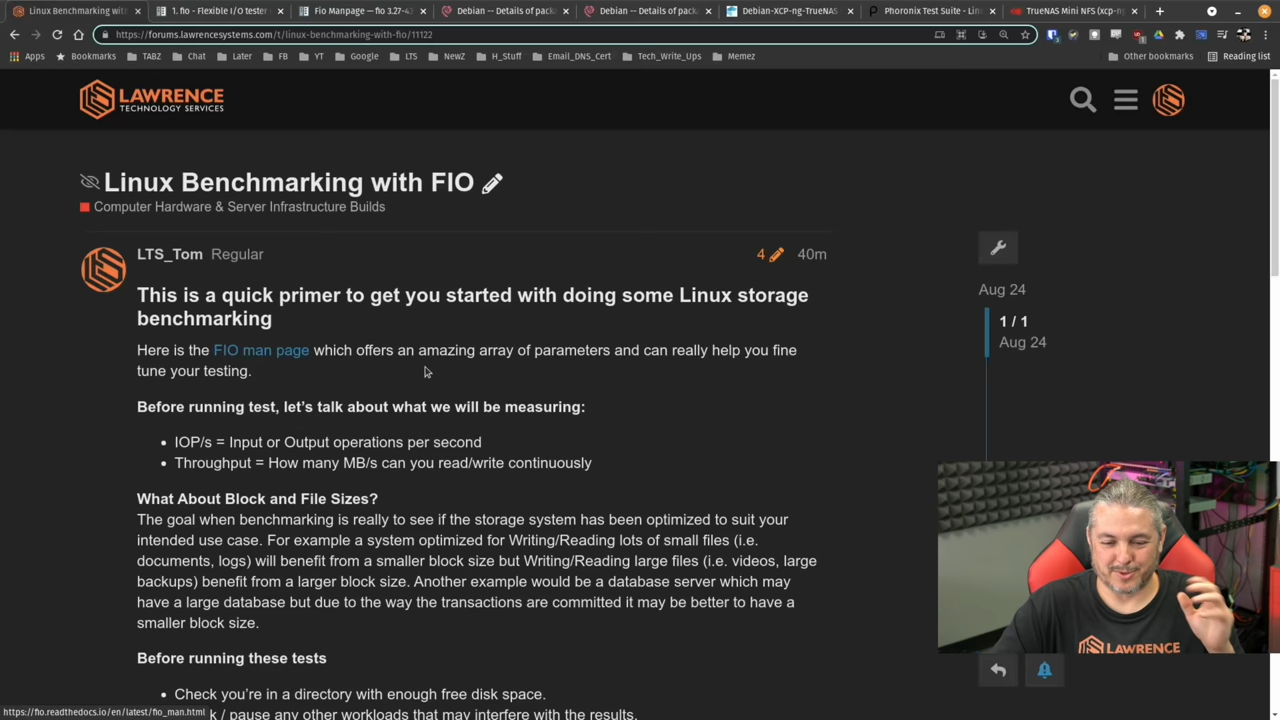 Linux Benchmarking with
1. fio - Flexible I/O tester
Fio Manpage — fio 3.27-43
Debian -- Details of pack
Debian -- Details of pack
Debian-XCP-ng-TrueNAS
Phoronix Test Suite - Lin
TrueNAS Mini NFS (xcp-n
https://forums.lawrencesystems.com/t/linux-benchmarking-with-fio/11122
Apps Bookmarks TABZ Chat Later FB YT Google LTS NewZ H_Stuff Email_DNS_Cert Tech_Write_Ups Memez Other bookmarks Reading list
LAWRENCE
TECHNOLOGY SERVICES
Linux Benchmarking with FIO
Computer Hardware & Server Infrastructure Builds
LTS_Tom Regular 4 40m
This is a quick primer to get you started with doing some Linux storage
benchmarking
Here is the FIO man page which offers an amazing array of parameters and can really help you fine
tune your testing.
Before running test, let's talk about what we will be measuring:
• IOP/s = Input or Output operations per second
• Throughput = How many MB/s can you read/write continuously
What About Block and File Sizes?
The goal when benchmarking is really to see if the storage system has been optimized to suit your
intended use case. For example a system optimized for Writing/Reading lots of small files (i.e.
documents, logs) will benefit from a smaller block size but Writing/Reading large files (i.e. videos, large
backups) benefit from a larger block size. Another example would be a database server which may
have a large database but due to the way the transactions are committed it may be better to have a
smaller block size.
Before running these tests
• Check you're in a directory with enough free disk space.
k / pause any other workloads that may interfere with the results.
https://fio.readthedocs.io/en/latest/fio_man.html
Aug 24
1 / 1
Aug 24
LAWRENCE